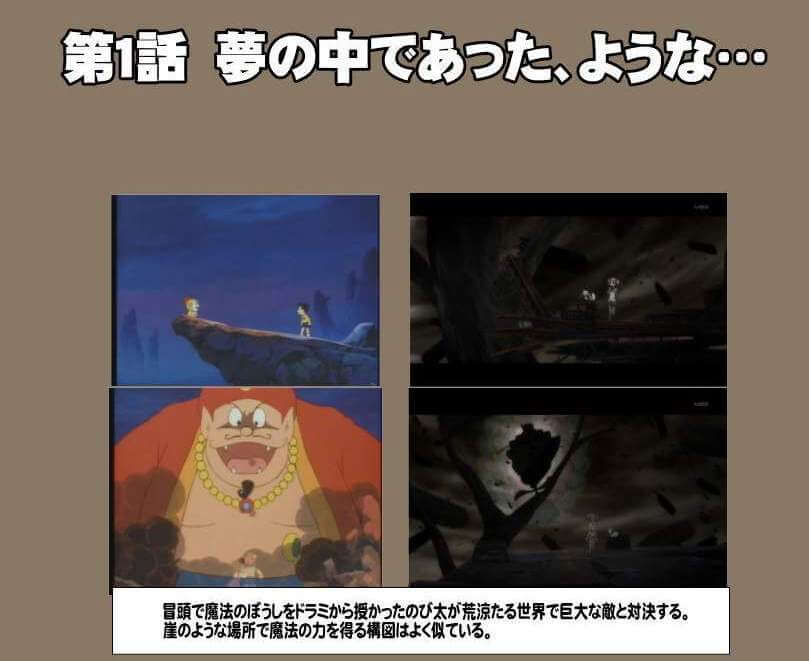 第1話 夢の中であった、ような…
冒頭で魔法のぼうしをドラミから授かったのび太が荒涼たる世界で巨大な敵と対決する。
崖のような場所で魔法の力を得る構図はよく似ている。